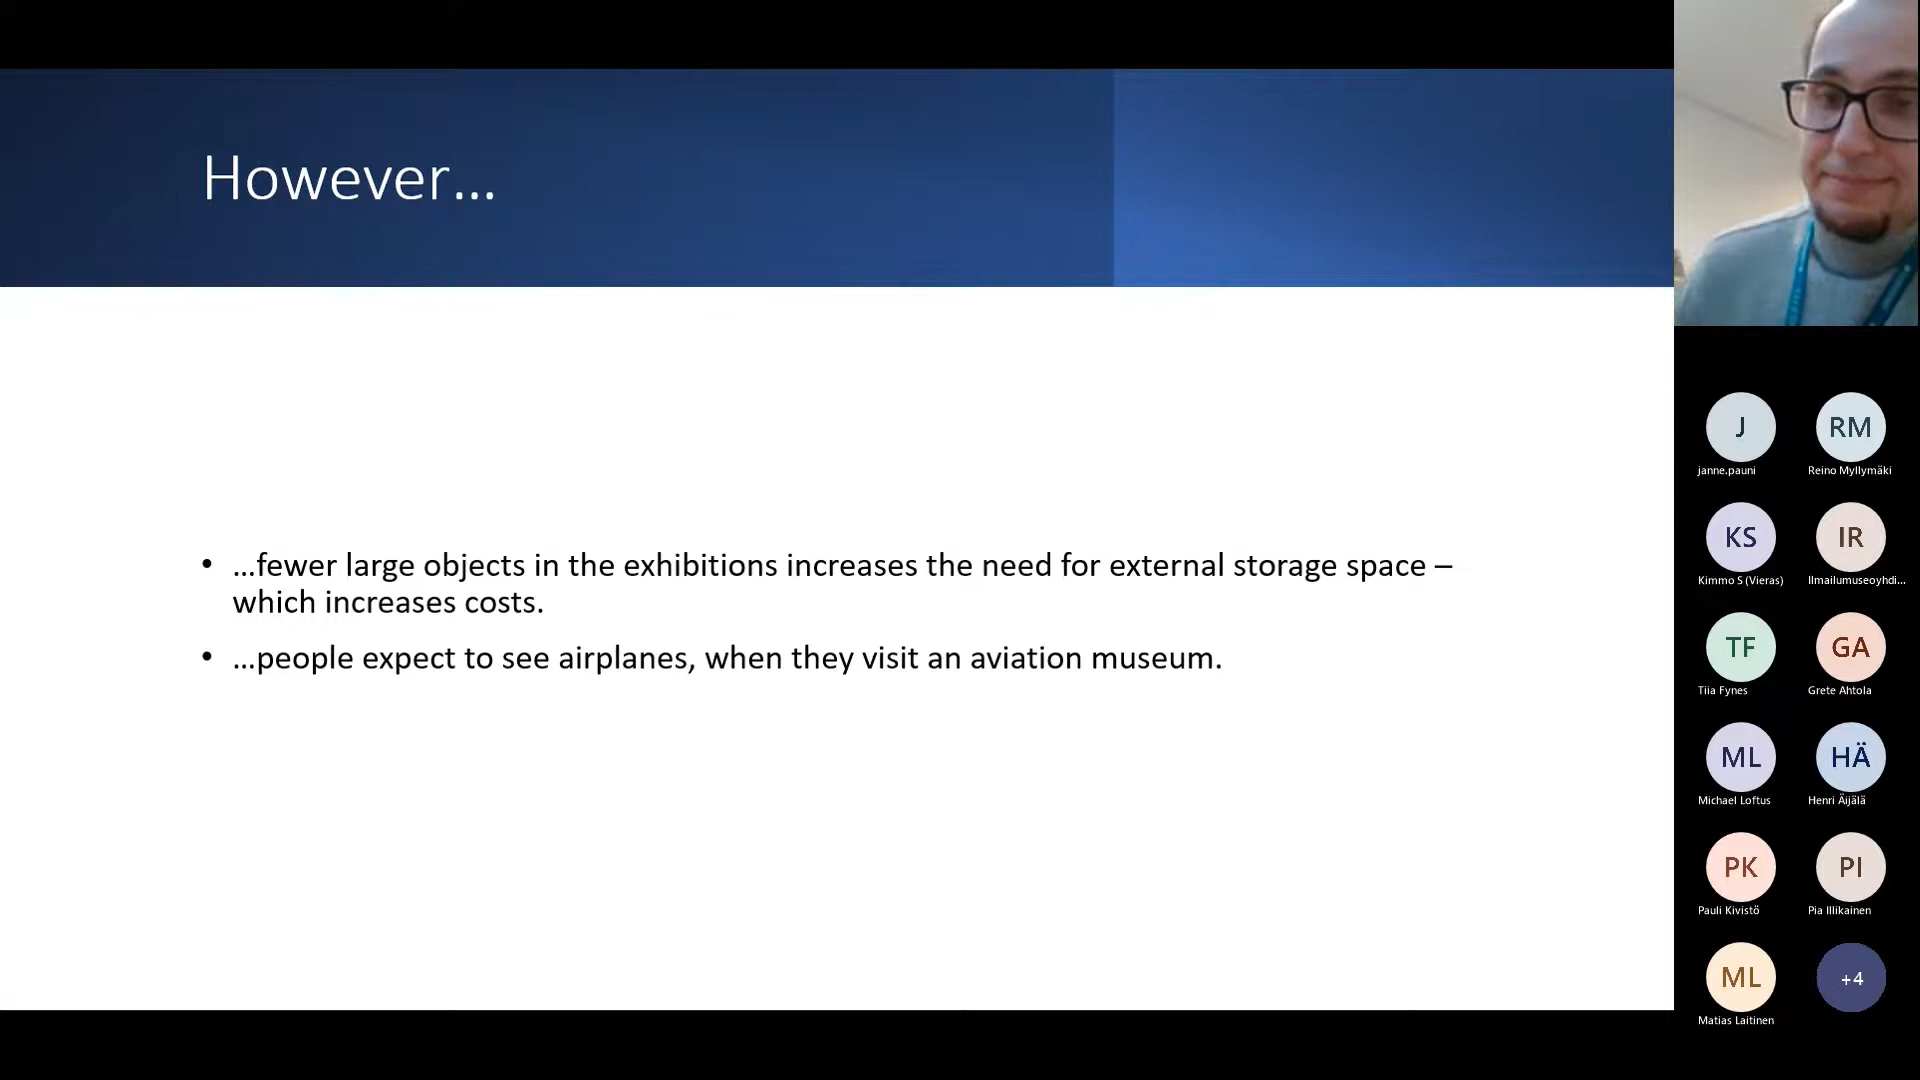 However...
• ...fewer large objects in the exhibitions increases the need for external storage space –
which increases costs.
• ...people expect to see airplanes, when they visit an aviation museum.
J
janne.pauni
RM
Reino Myllymäki
KS
Kimmo S (Vieras)
IR
Ilmailumuseoyhdi...
TF
Tiia Fynes
GA
Grete Ahtola
ML
Michael Loftus
HÄ
Henri Äijälä
PK
Pauli Kivistö
PI
Pia Illikainen
ML
Matias Laitinen
+4